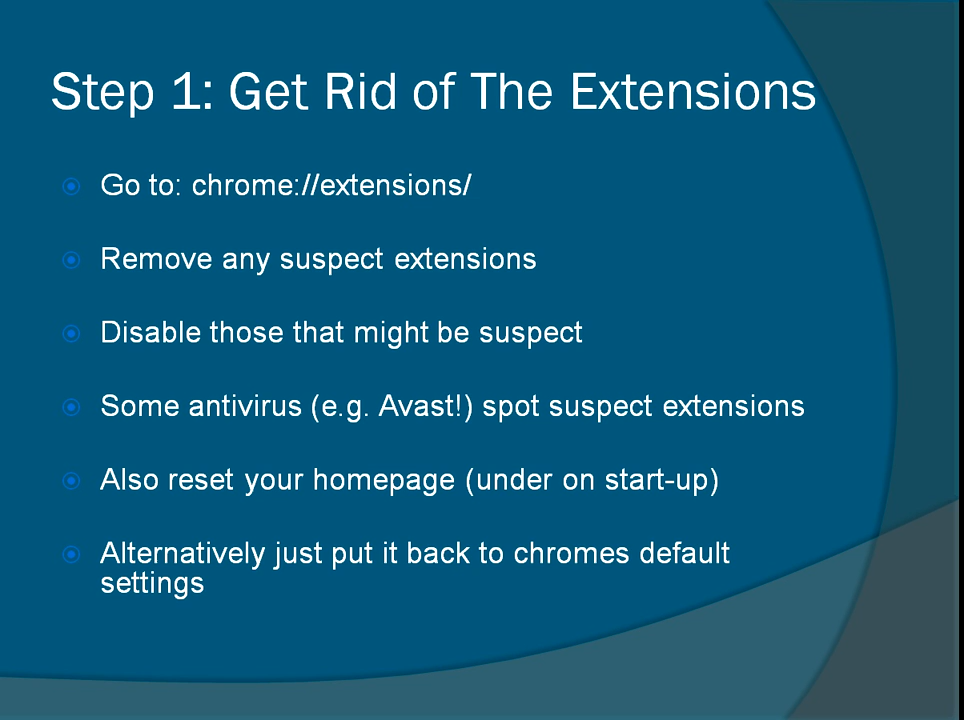 Step 1: Get Rid of The Extensions
Go to: chrome://extensions/
Remove any suspect extensions
Disable those that might be suspect
Some antivirus (e.g. Avast!) spot suspect extensions
Also reset your homepage (under on start-up)
Alternatively just put it back to chromes default
settings